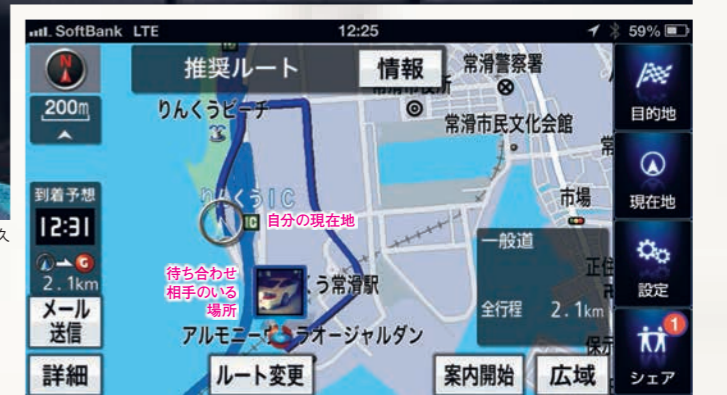 SoftBank LTE 12:25 59%
N
推奨ルート 情報
常滑警察署
200m
りんくうビーチ
常滑市民文化会館
目的地
りんくうIC
IC
自分の現在地
市場
現在地
到着予想
12:31
久
一般道
待ち合わせ
相手のいる
場所
2.1km
う常滑駅
全行程 2.1km
設定
メール
送信
アルモニー
ラオージャルダン
1
詳細
ルート変更
案内開始
広域
シェア